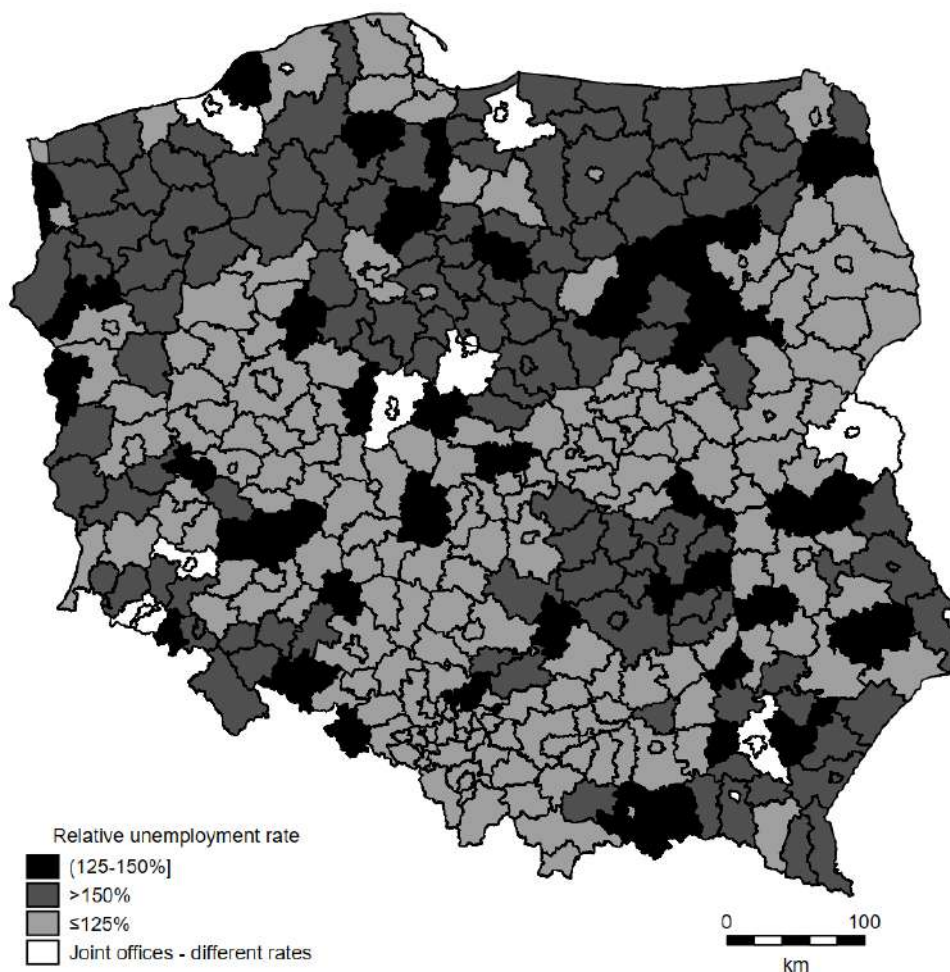 Relative unemployment rate
(125-150%]
>150%
≤125%
Joint offices - different rates
0 100
km